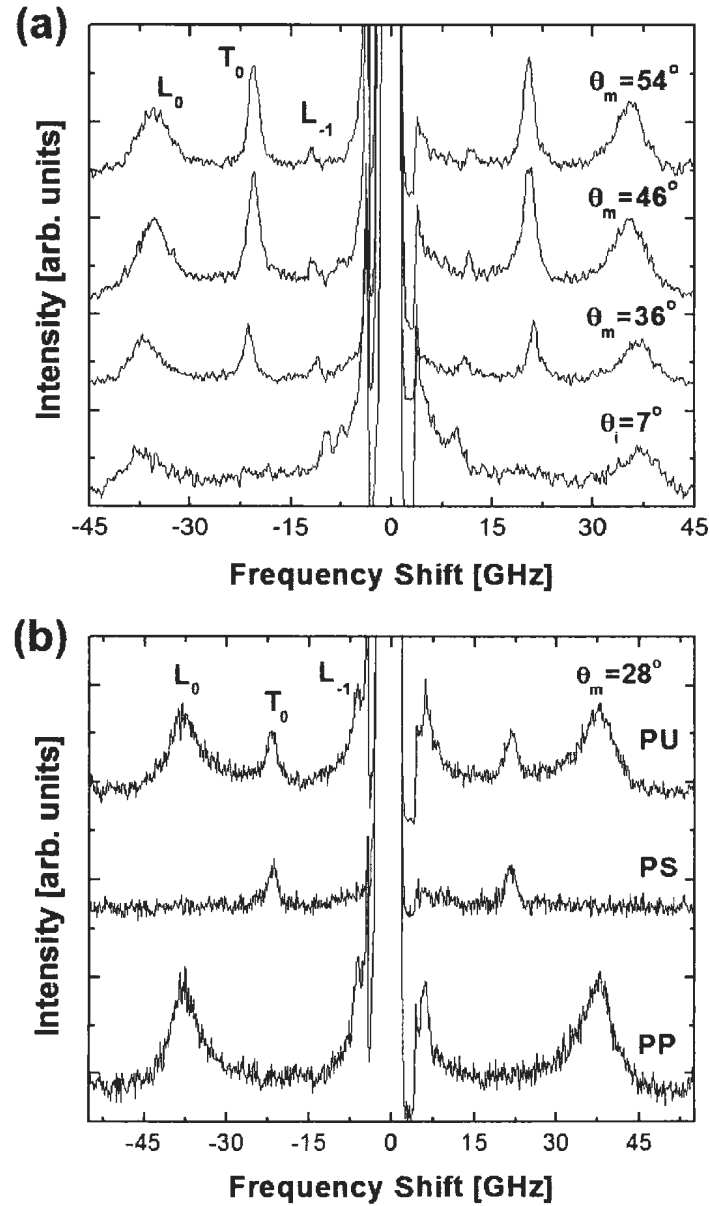 (a)
L₀
T₀
L₋₁
θₘ=54°
θₘ=46°
θₘ=36°
θᵢ=7°
Intensity [arb. units]
-45 -30 -15 0 15 30 45
Frequency Shift [GHz]
(b)
L₀
T₀
L₋₁
θₘ=28°
PU
PS
PP
Intensity [arb. units]
-45 -30 -15 0 15 30 45
Frequency Shift [GHz]